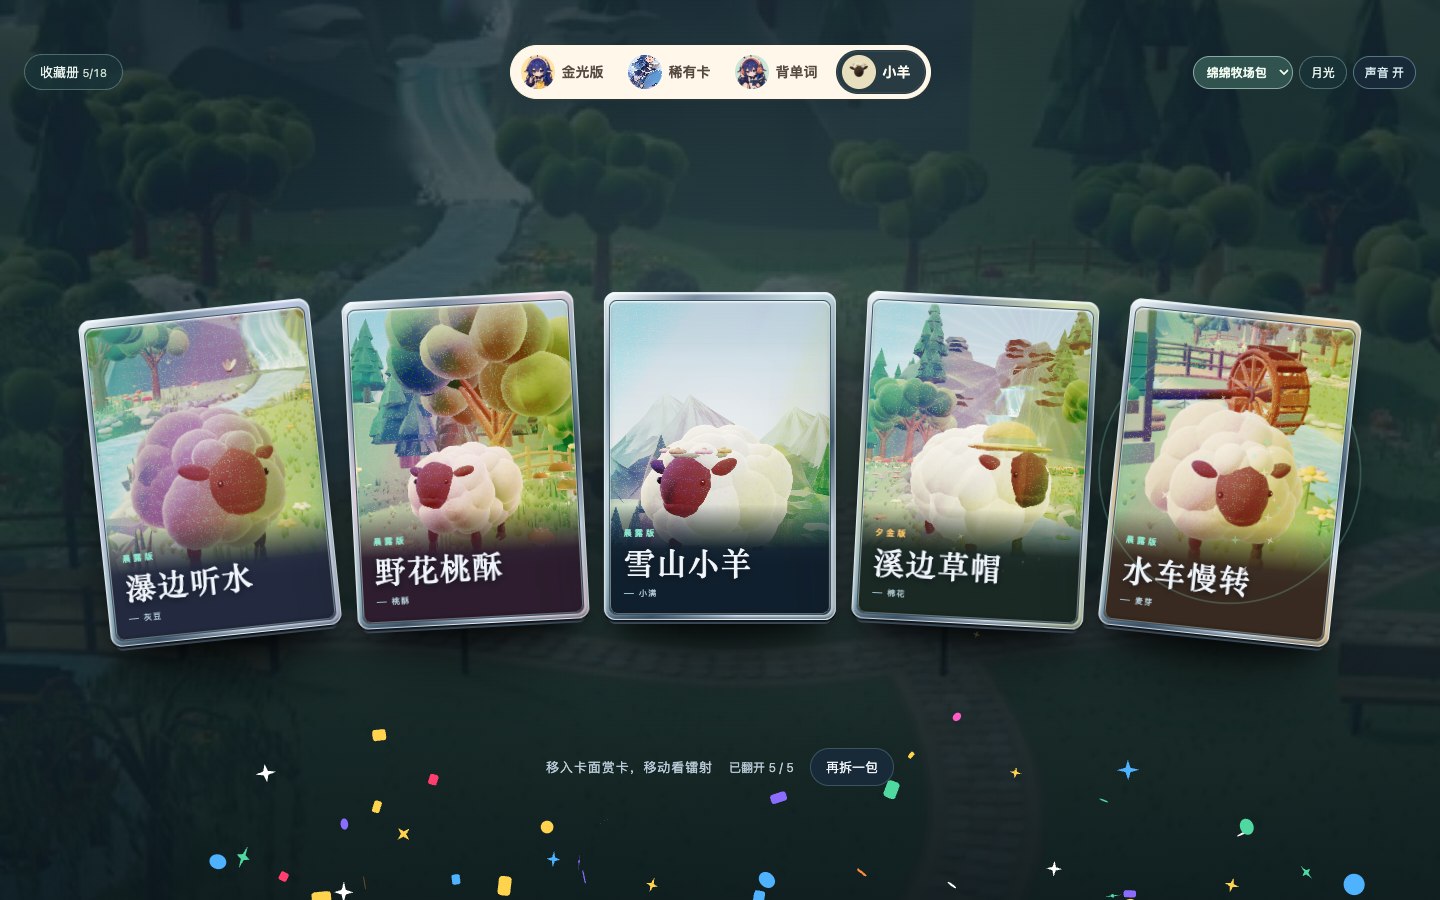 收藏册 5/18
金光版
稀有卡
背单词
小羊
绵绵牧场包
月光
声音 开
晨露版
瀑边听水
— 灰豆
晨露版
野花桃酥
— 桃酥
晨露版
雪山小羊
— 小满
夕金版
溪边草帽
— 棉花
晨露版
水车慢转
— 麦芽
移入卡面赏卡，移动看镭射
已翻开 5 / 5
再拆一包